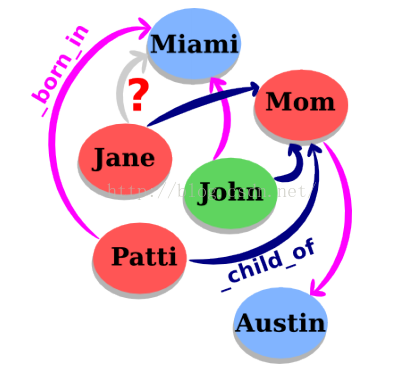 Miami
_born_in
?
Mom
Jane
John
Patti
_child_of
Austin